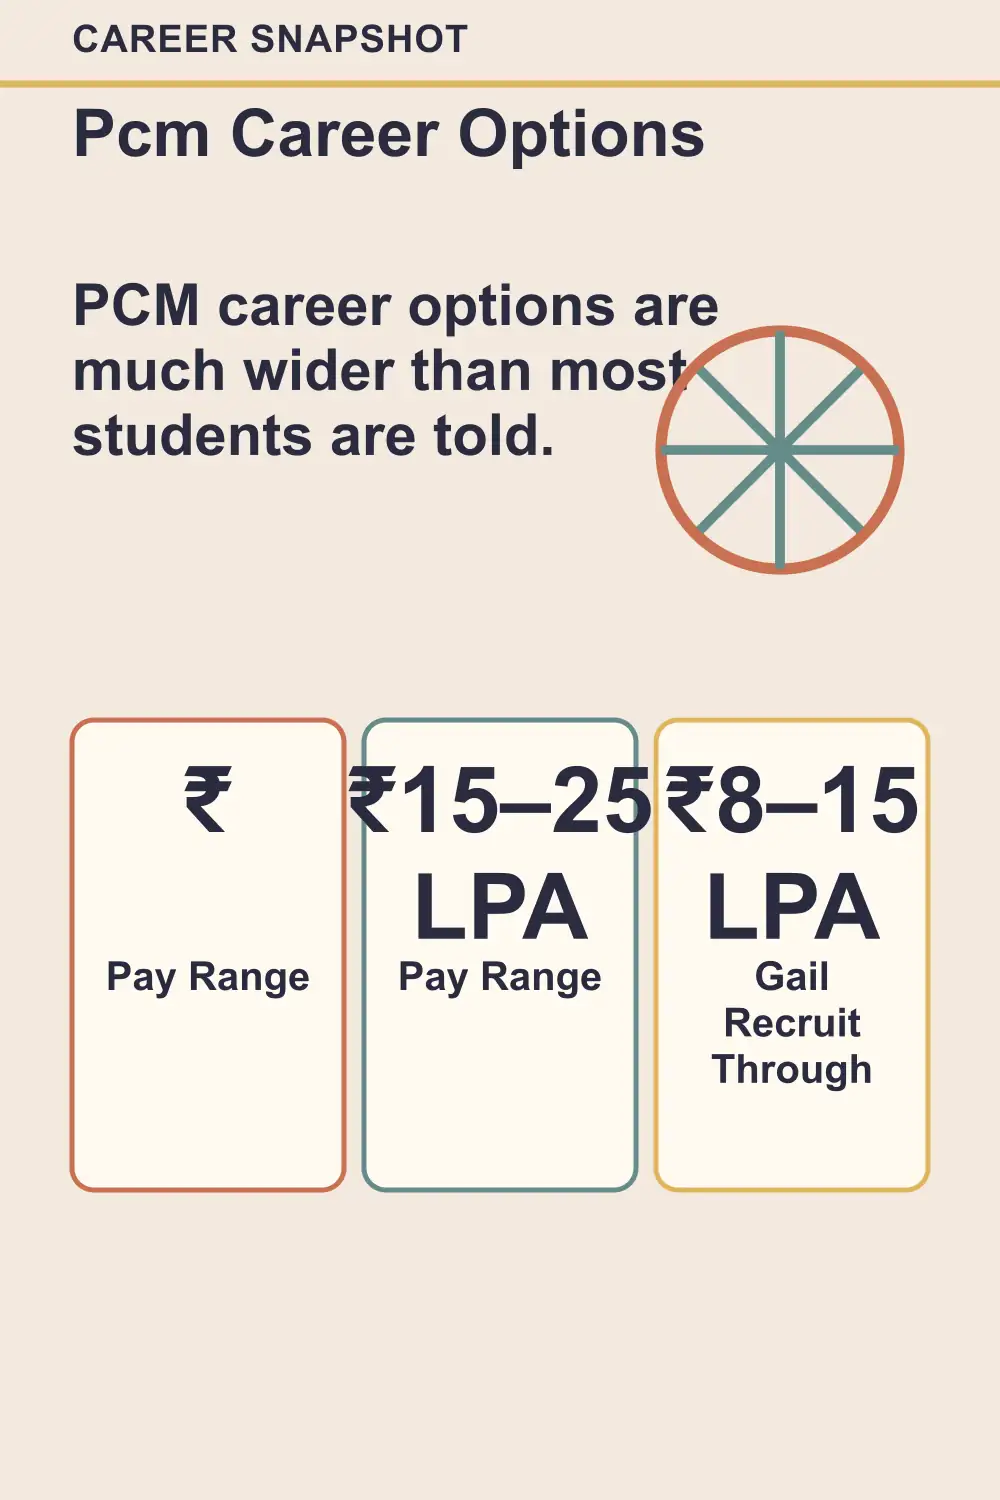 CAREER SNAPSHOT
Pcm Career Options
PCM career options are
much wider than most
students are told.
₹
Pay Range
₹15–25
LPA
Pay Range
₹8–15
LPA
Gail
Recruit
Through